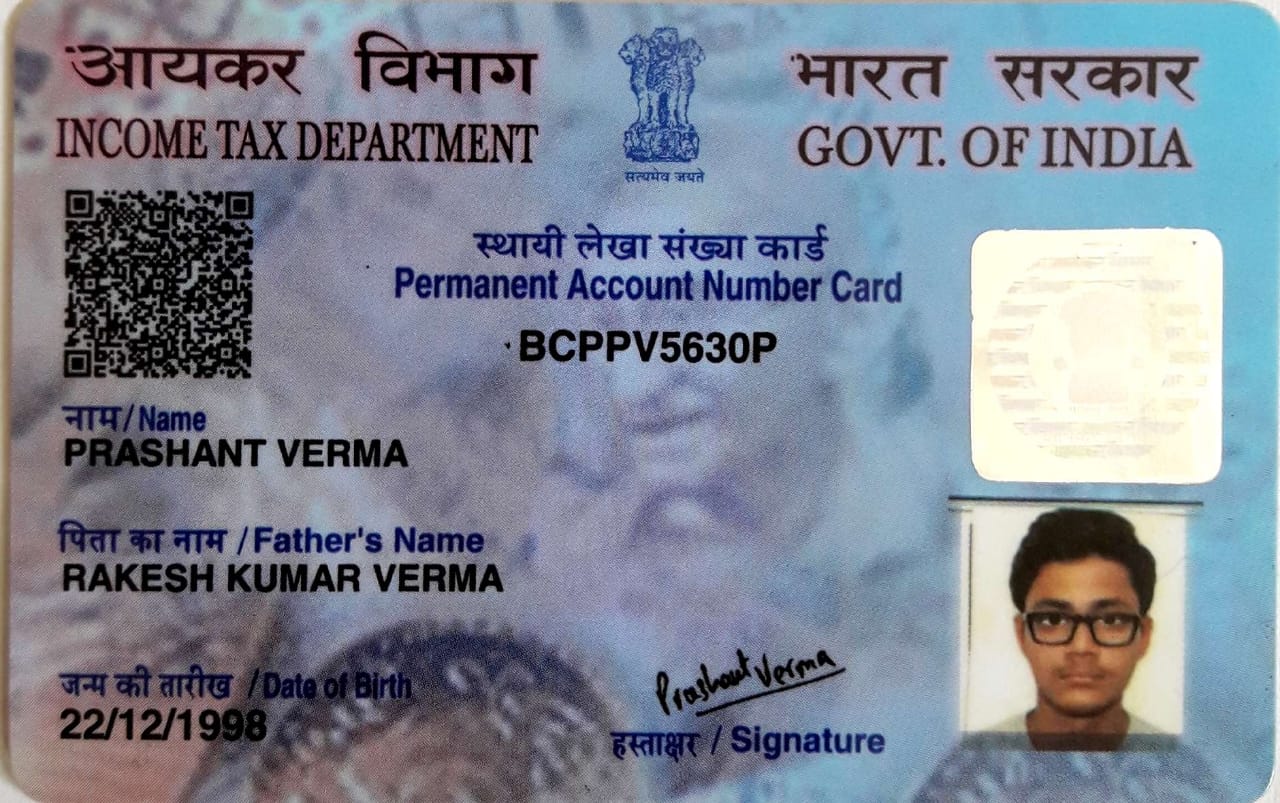 आयकर विभाग
INCOME TAX DEPARTMENT
सत्यमेव जयते
भारत सरकार
GOVT. OF INDIA
स्थायी लेखा संख्या कार्ड
Permanent Account Number Card
BCPPV5630P
नाम/Name
PRASHANT VERMA
पिता का नाम /Father's Name
RAKESH KUMAR VERMA
जन्म की तारीख /Date of Birth
22/12/1998
Prashant Verma
हस्ताक्षर / Signature